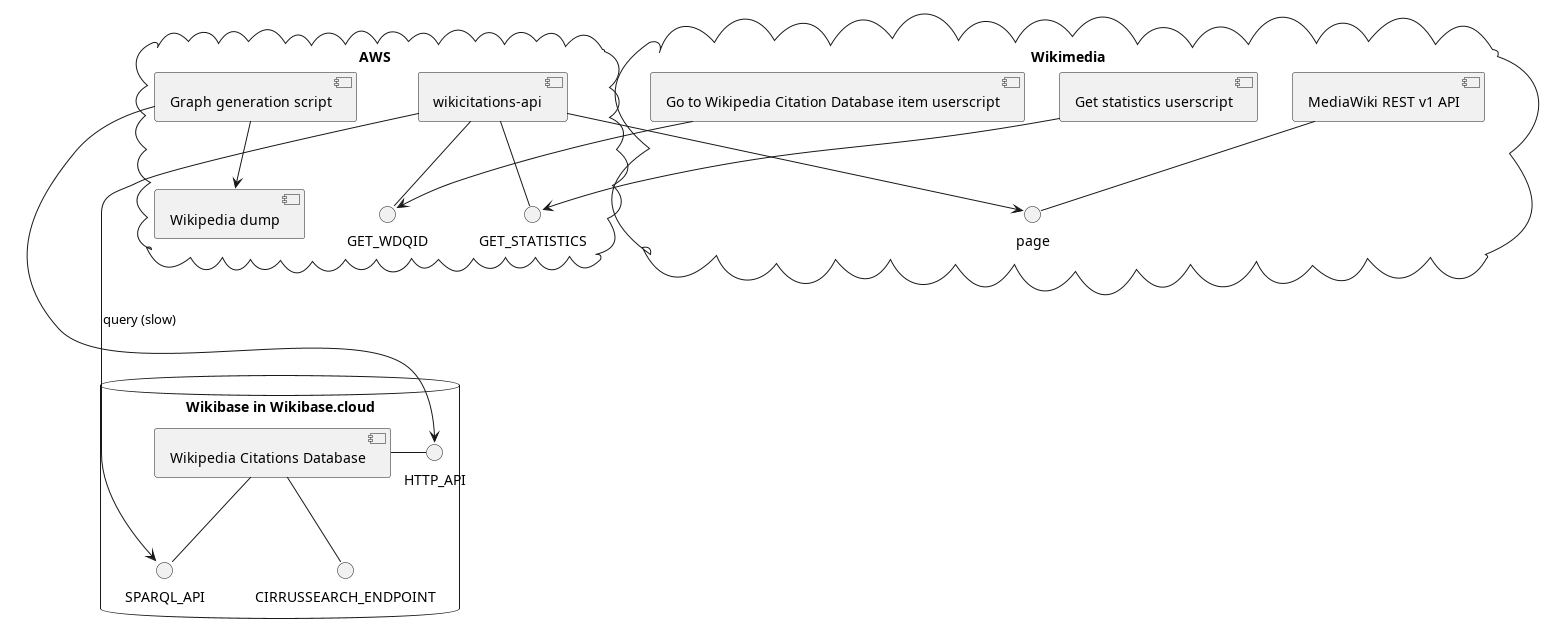 AWS
Wikimedia
Graph generation script
wikicitations-api
Go to Wikipedia Citation Database item userscript
Get statistics userscript
MediaWiki REST v1 API
Wikipedia dump
GET_WDQID
GET_STATISTICS
page
query (slow)
Wikibase in Wikibase.cloud
Wikipedia Citations Database
HTTP_API
SPARQL_API
CIRRUSSEARCH_ENDPOINT